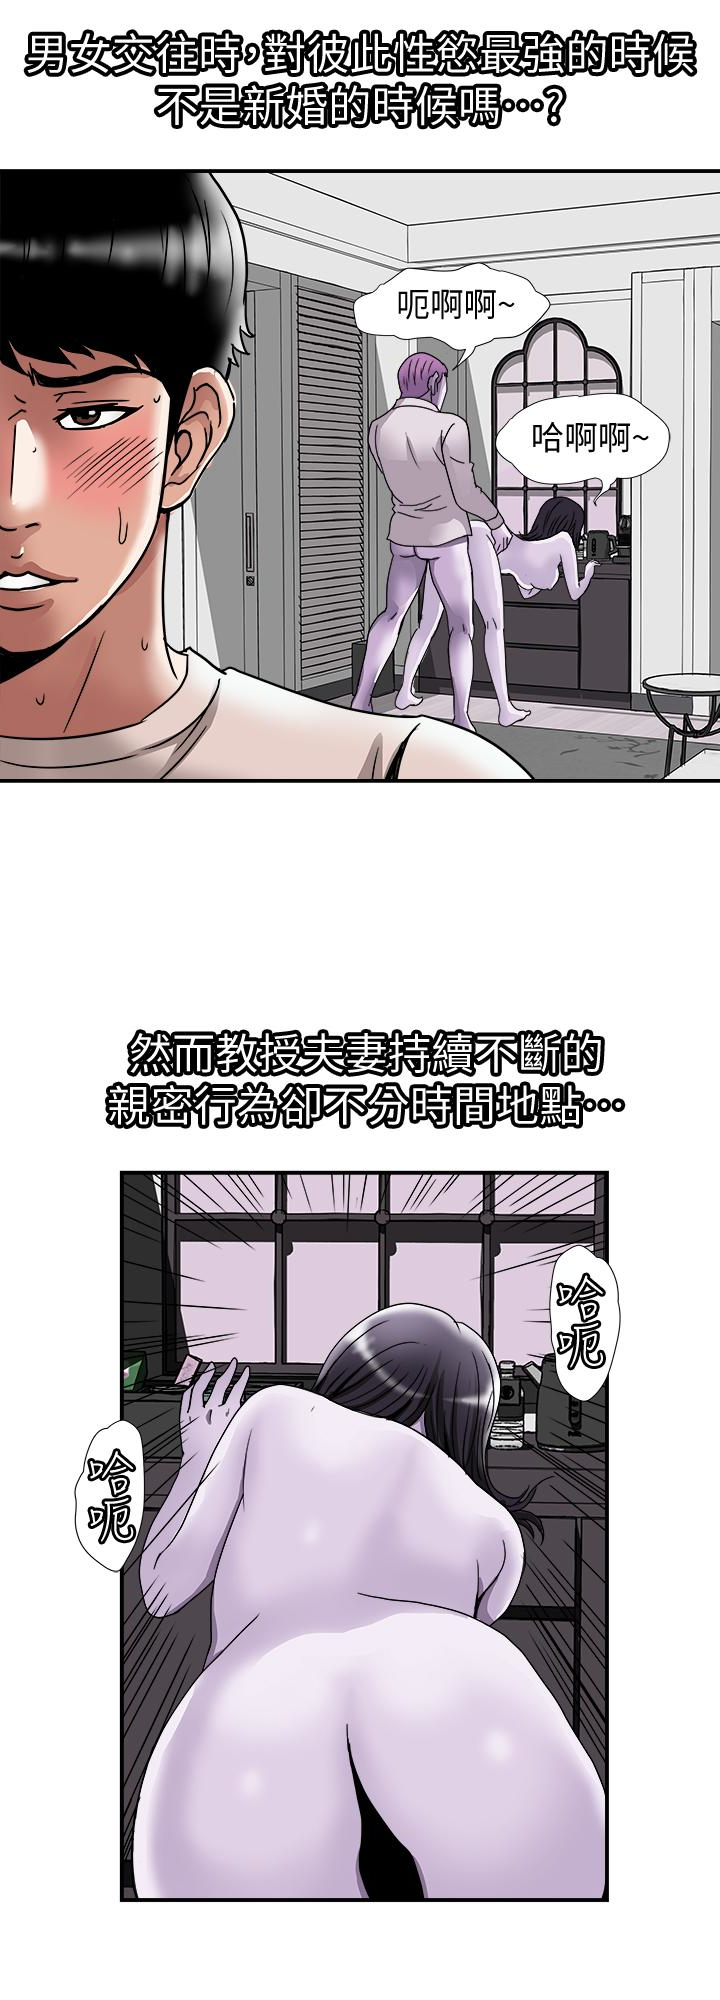 男女交往時，對彼此性慾最強的時候
不是新婚的時候嗎…?
呃啊啊~
哈啊啊~
然而教授夫妻持續不斷的
親密行為卻不分時間地點…
哈呃
哈呃